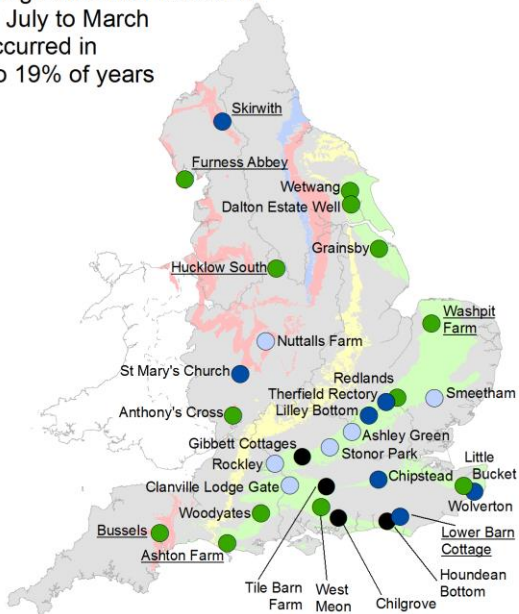 July to March
ccurred in
19% of years
Skirwith
Furness Abbey
Wetwang
Dalton Estate Well
Grainsby
Hucklow South
Washpit
Farm
Nuttalls Farm
St Mary's Church
Redlands
Therfield Rectory
Smeetham
Anthony's Cross
Lilley Bottom
Ashley Green
Gibbett Cottages
Stonor Park
Little
Bucket
Rockley
Chipstead
Clanville Lodge Gate
Wolverton
Woodyates
Bussels
Lower Barn
Cottage
Ashton Farm
Tile Barn
Farm
West
Meon
Chilgrove
Houndean
Bottom